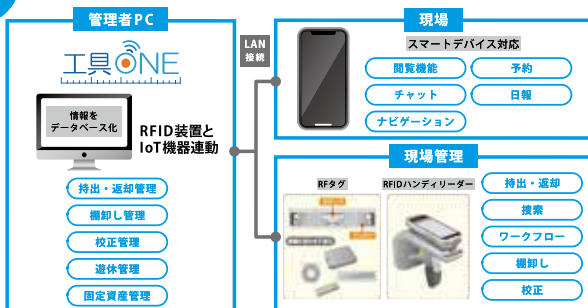 管理者PC
工具ONE
情報を
データベース化
RFID装置と
IoT機器連動
持出・返却管理
棚卸し管理
校正管理
遊休管理
固定資産管理
LAN
接続
現場
スマートデバイス対応
閲覧機能
予約
チャット
日報
ナビゲーション
現場管理
RFタグ
RFIDハンディリーダー
持出・返却
捜索
ワークフロー
棚卸し
校正